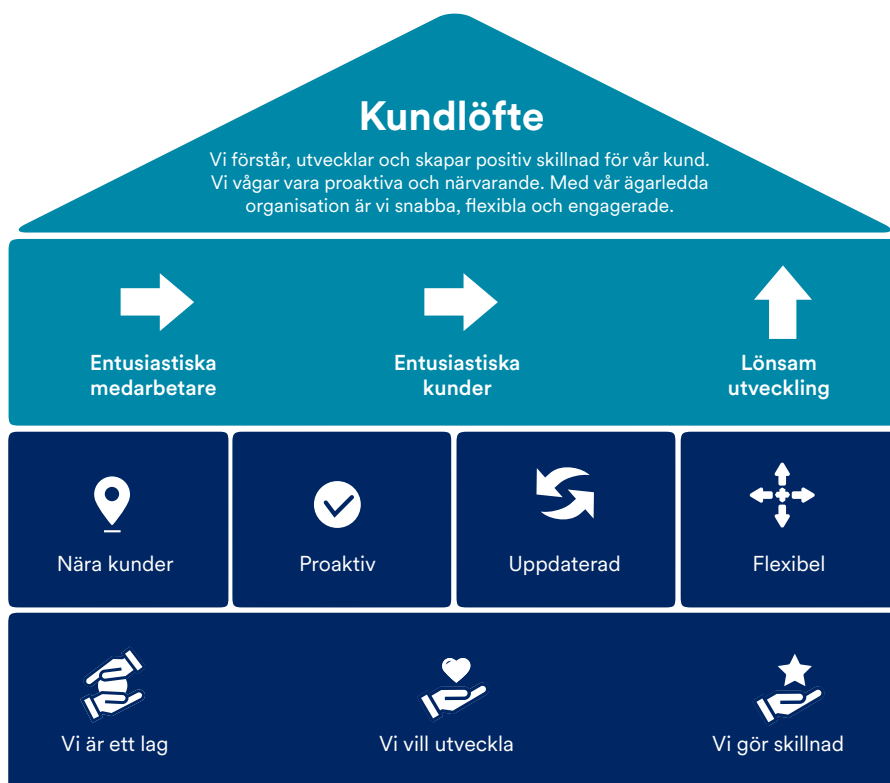 Kundlöfte
Vi förstår, utvecklar och skapar positiv skillnad för vår kund.
Vi vågar vara proaktiva och närvarande. Med vår ägarledda
organisation är vi snabba, flexibla och engagerade.
Entusiastiska
medarbetare
Entusiastiska
kunder
Lönsam
utveckling
Nära kunder
Proaktiv
Uppdaterad
Flexibel
Vi är ett lag
Vi vill utveckla
Vi gör skillnad